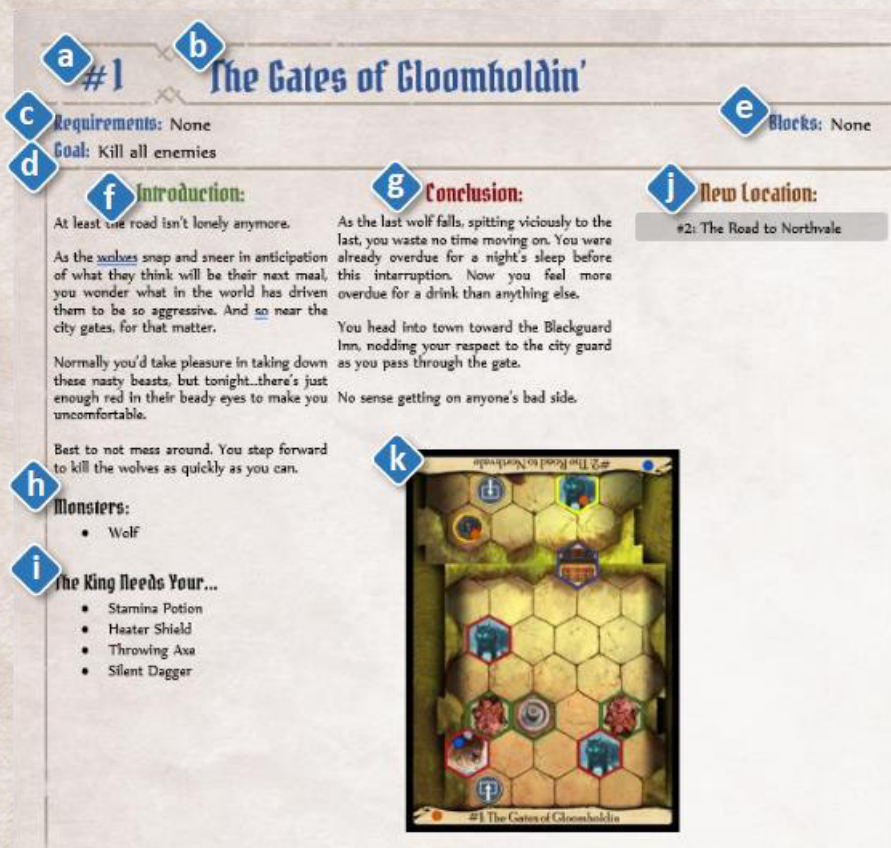 a
b
#1
The Gates of Gloomholdin'
c
Requirements: None
e
Blocks: None
d
Goal: Kill all enemies
f
Introduction:
At least the road isn't lonely anymore.
As the wolves snap and sneer in anticipation
of what they think will be their next meal,
you wonder what in the world has driven
them to be so aggressive. And so near the
city gates, for that matter.
Normally you'd take pleasure in taking down
these nasty beasts, but tonight...there's just
enough red in their beady eyes to make you
uncomfortable.
Best to not mess around. You step forward
to kill the wolves as quickly as you can.
h
Monsters:
• Wolf
i
The King Needs Your...
• Stamina Potion
• Heater Shield
• Throwing Axe
• Silent Dagger
g
Conclusion:
As the last wolf falls, spitting viciously to the
last, you waste no time moving on. You were
already overdue for a night's sleep before
this interruption. Now you feel more
overdue for a drink than anything else.
You head into town toward the Blackguard
Inn, nodding your respect to the city guard
as you pass through the gate.
No sense getting on anyone's bad side.
j
New Location:
#2: The Road to Northvale
k
#2: The Road to Northvale
#1 The Gates of Gloomholdin